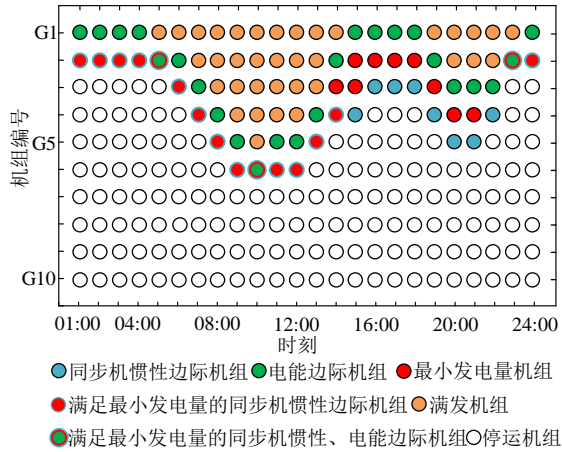 G1
G5
G10
机组编号
01:00 04:00 08:00 12:00 16:00 20:00 24:00
时刻
同步机惯性边际机组 电能边际机组 最小发电量机组
满足最小发电量的同步机惯性边际机组 满发机组
满足最小发电量的同步机惯性、电能边际机组 停运机组